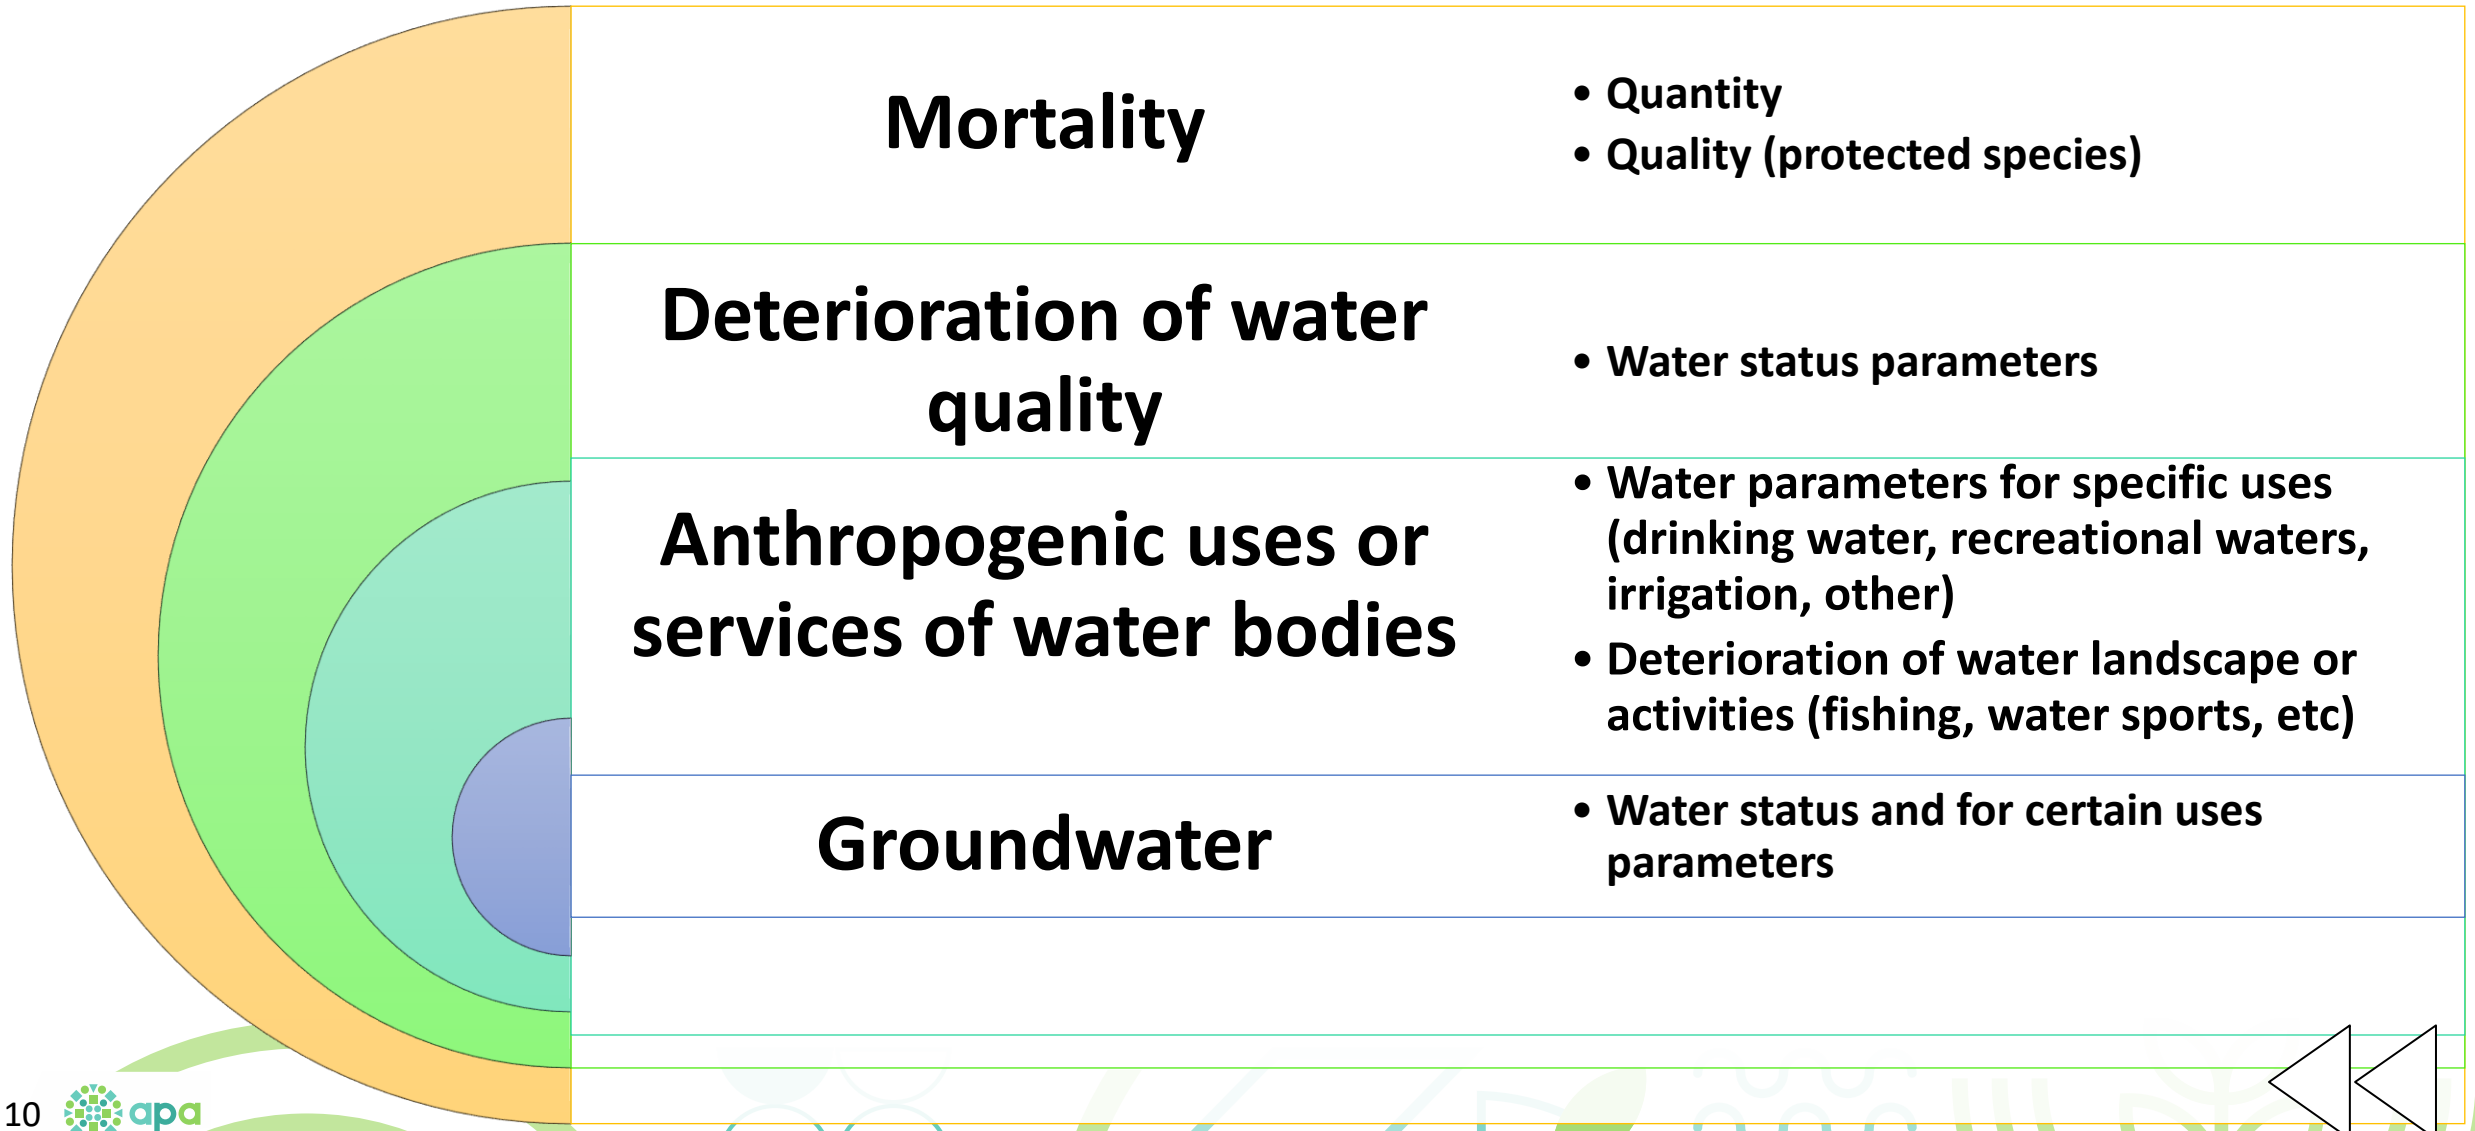 Mortality
• Quantity
• Quality (protected species)
Deterioration of water
quality
• Water status parameters
Anthropogenic uses or
services of water bodies
• Water parameters for specific uses
(drinking water, recreational waters,
irrigation, other)
• Deterioration of water landscape or
activities (fishing, water sports, etc)
Groundwater
• Water status and for certain uses
parameters
10
apa